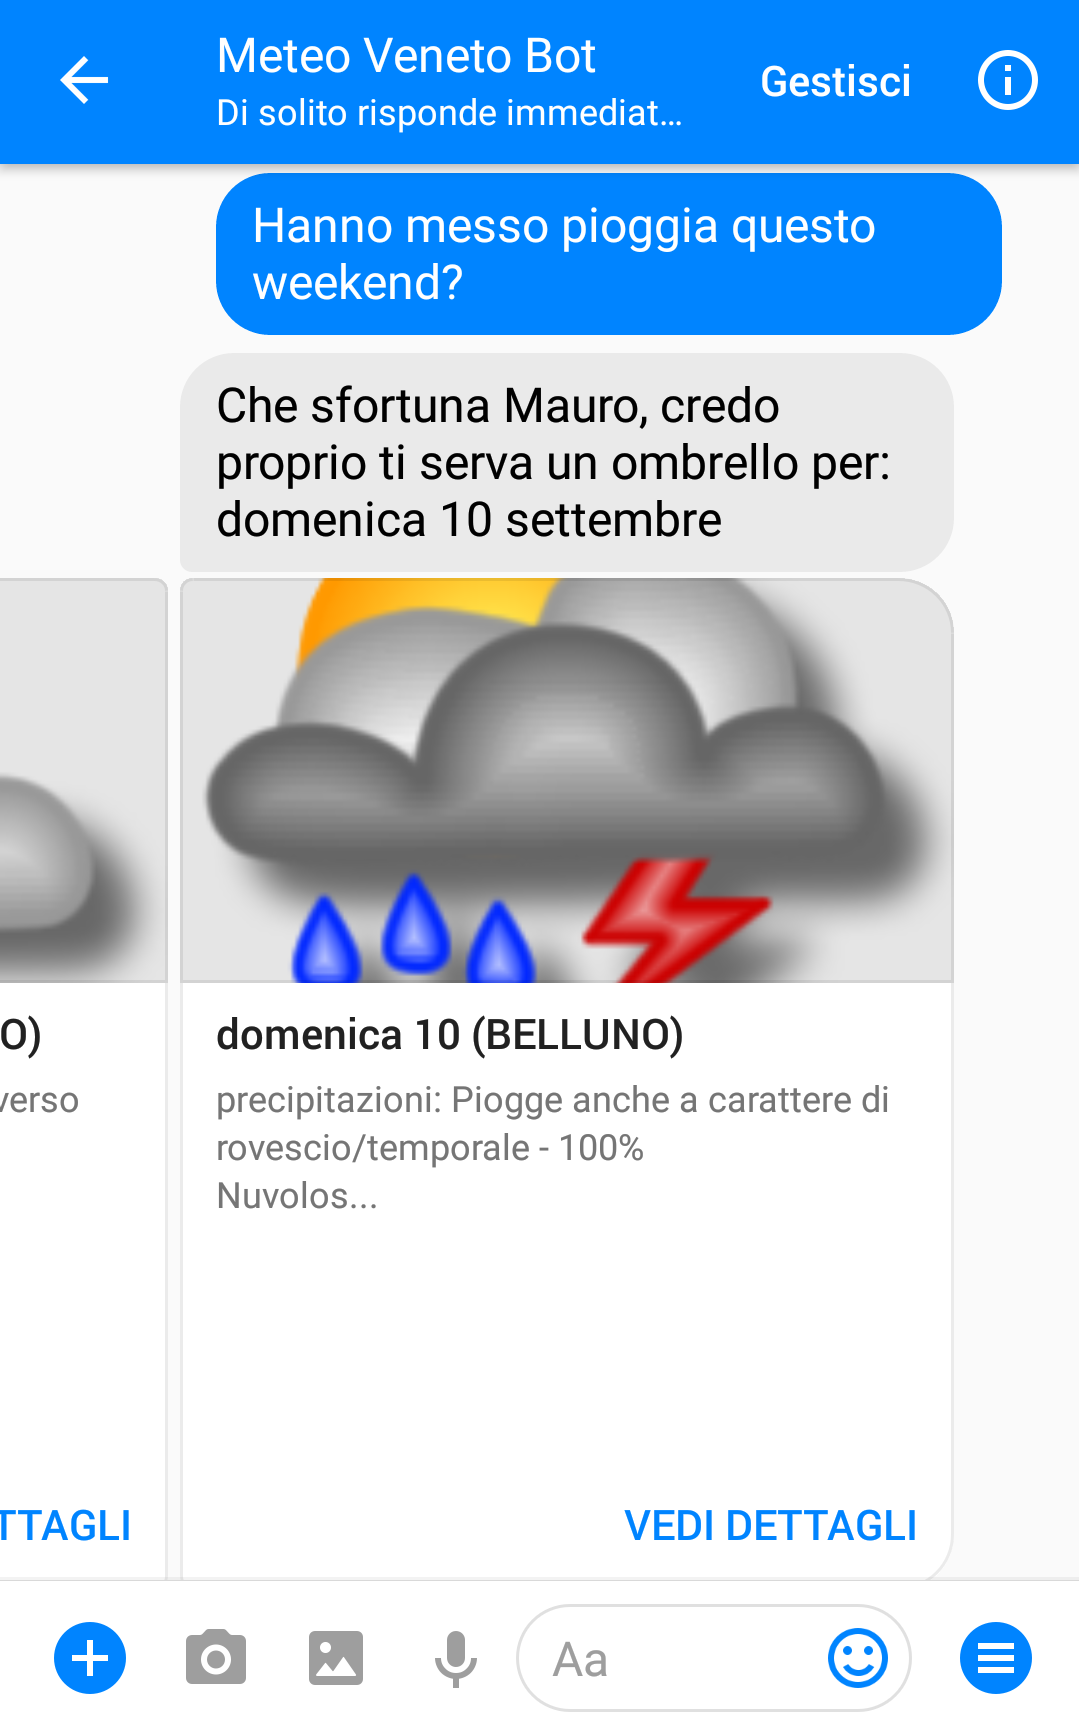 Meteo Veneto Bot
Di solito risponde immediat...
Gestisci
Hanno messo pioggia questo
weekend?
Che sfortuna Mauro, credo
proprio ti serva un ombrello per:
domenica 10 settembre
O)
verso
TTAGLI
domenica 10 (BELLUNO)
precipitazioni: Piogge anche a carattere di
rovescio/temporale - 100%
Nuvolos...
VEDI DETTAGLI
Aa